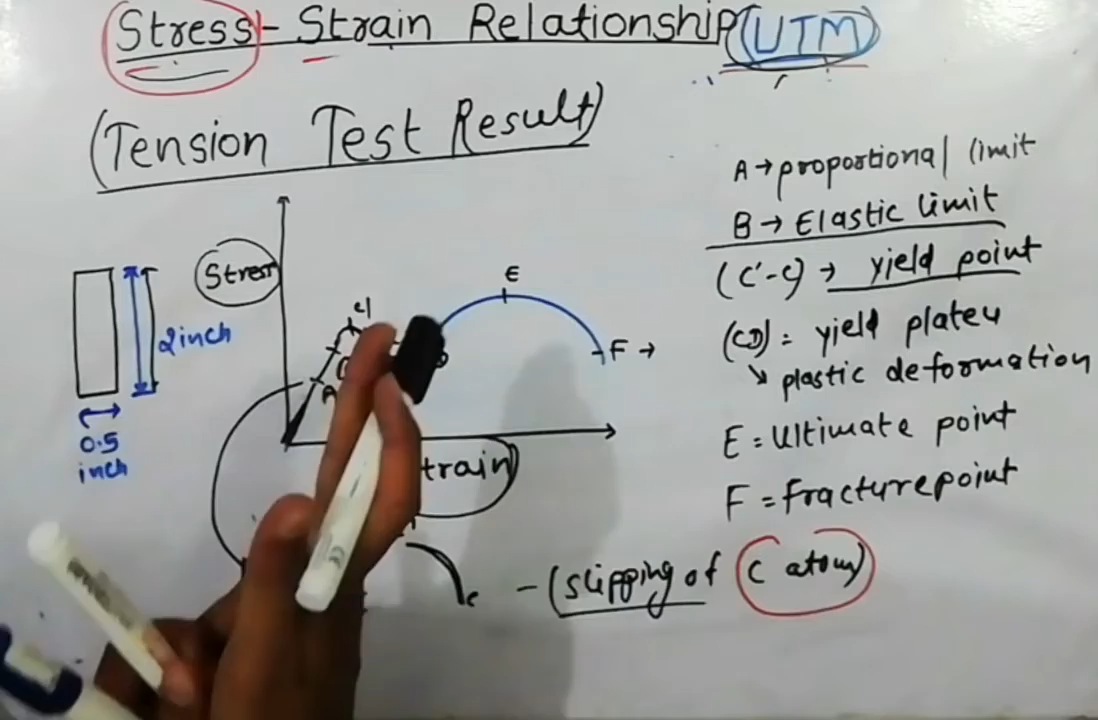 Stress - Strain Relationship (UTM)
(Tension Test Result)
A → proportional limit
B → Elastic limit
(C'-C) → yield point
(CD) = yield plateu
↘ plastic deformation
E = Ultimate point
F = fracturepoint
Stress
2inch
0.5
inch
C'
A
E
F →
train
- (slipping of C atom)